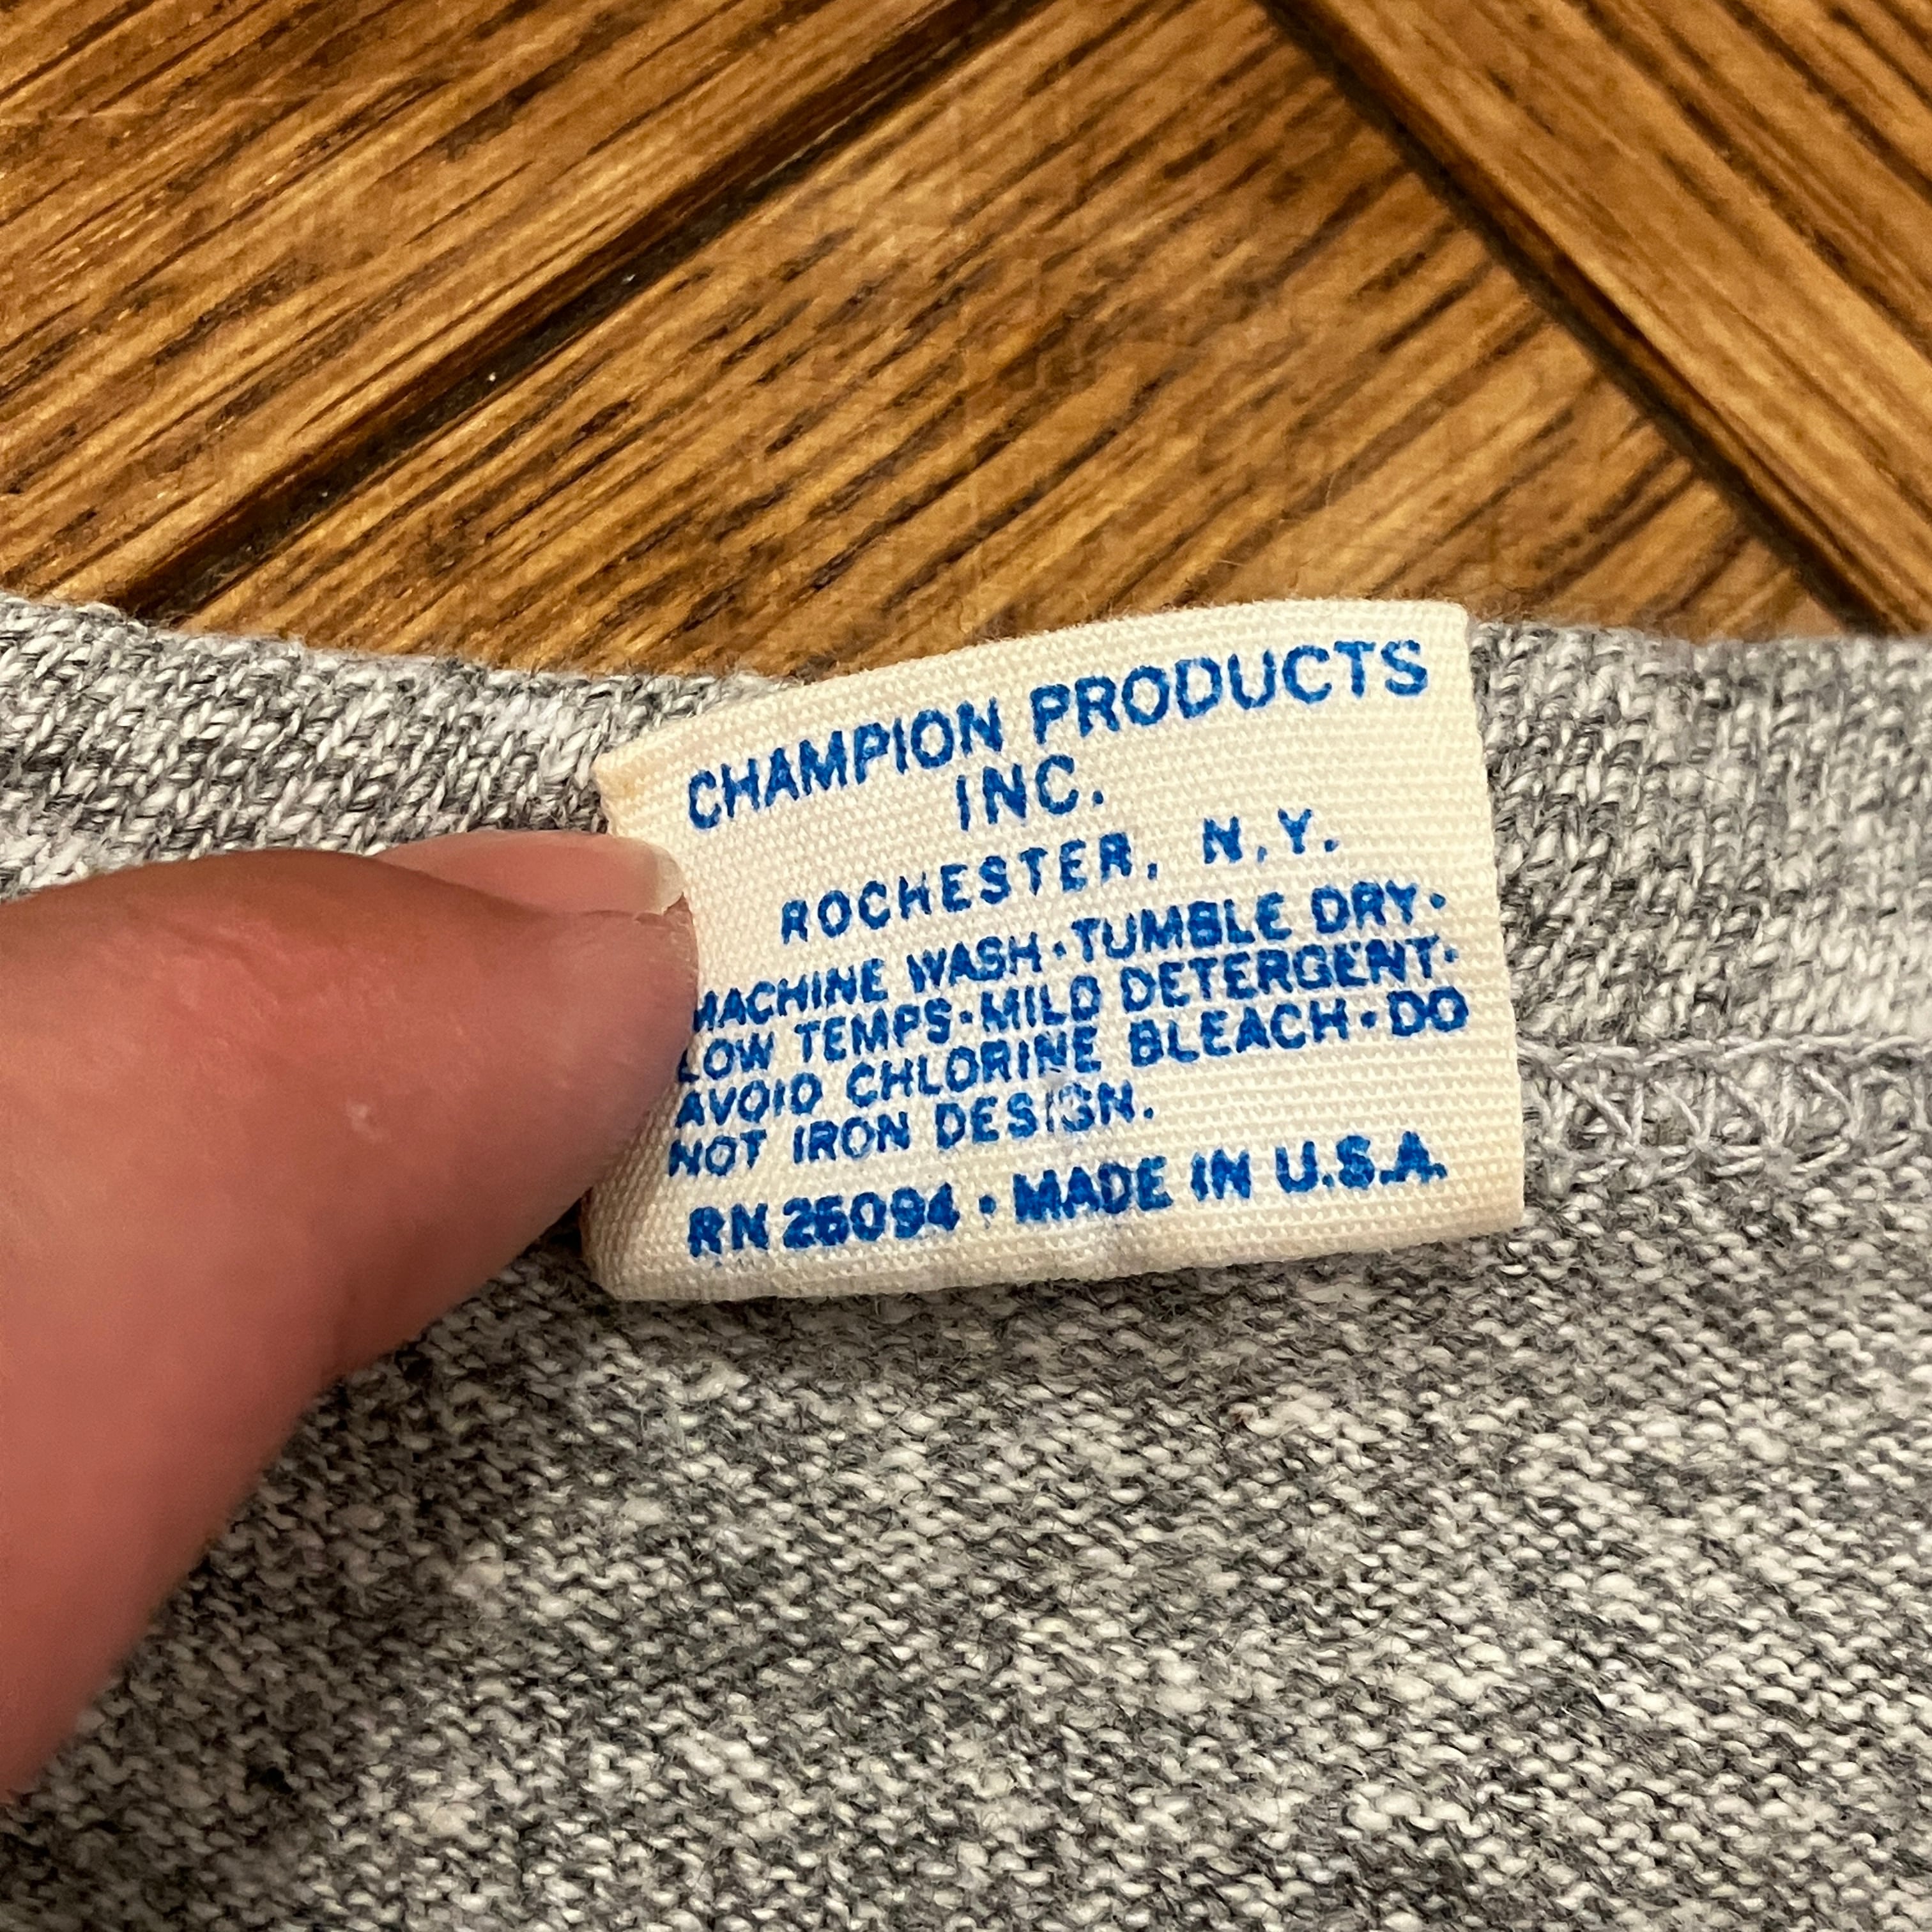 CHAMPION PRODUCTS
INC.
ROCHESTER, N.Y.
MACHINE WASH·TUMBLE DRY·
LOW TEMPS·MILD DETERGENT·
AVOID CHLORINE BLEACH·DO
NOT IRON DESIGN.
RN 26094 · MADE IN U.S.A.